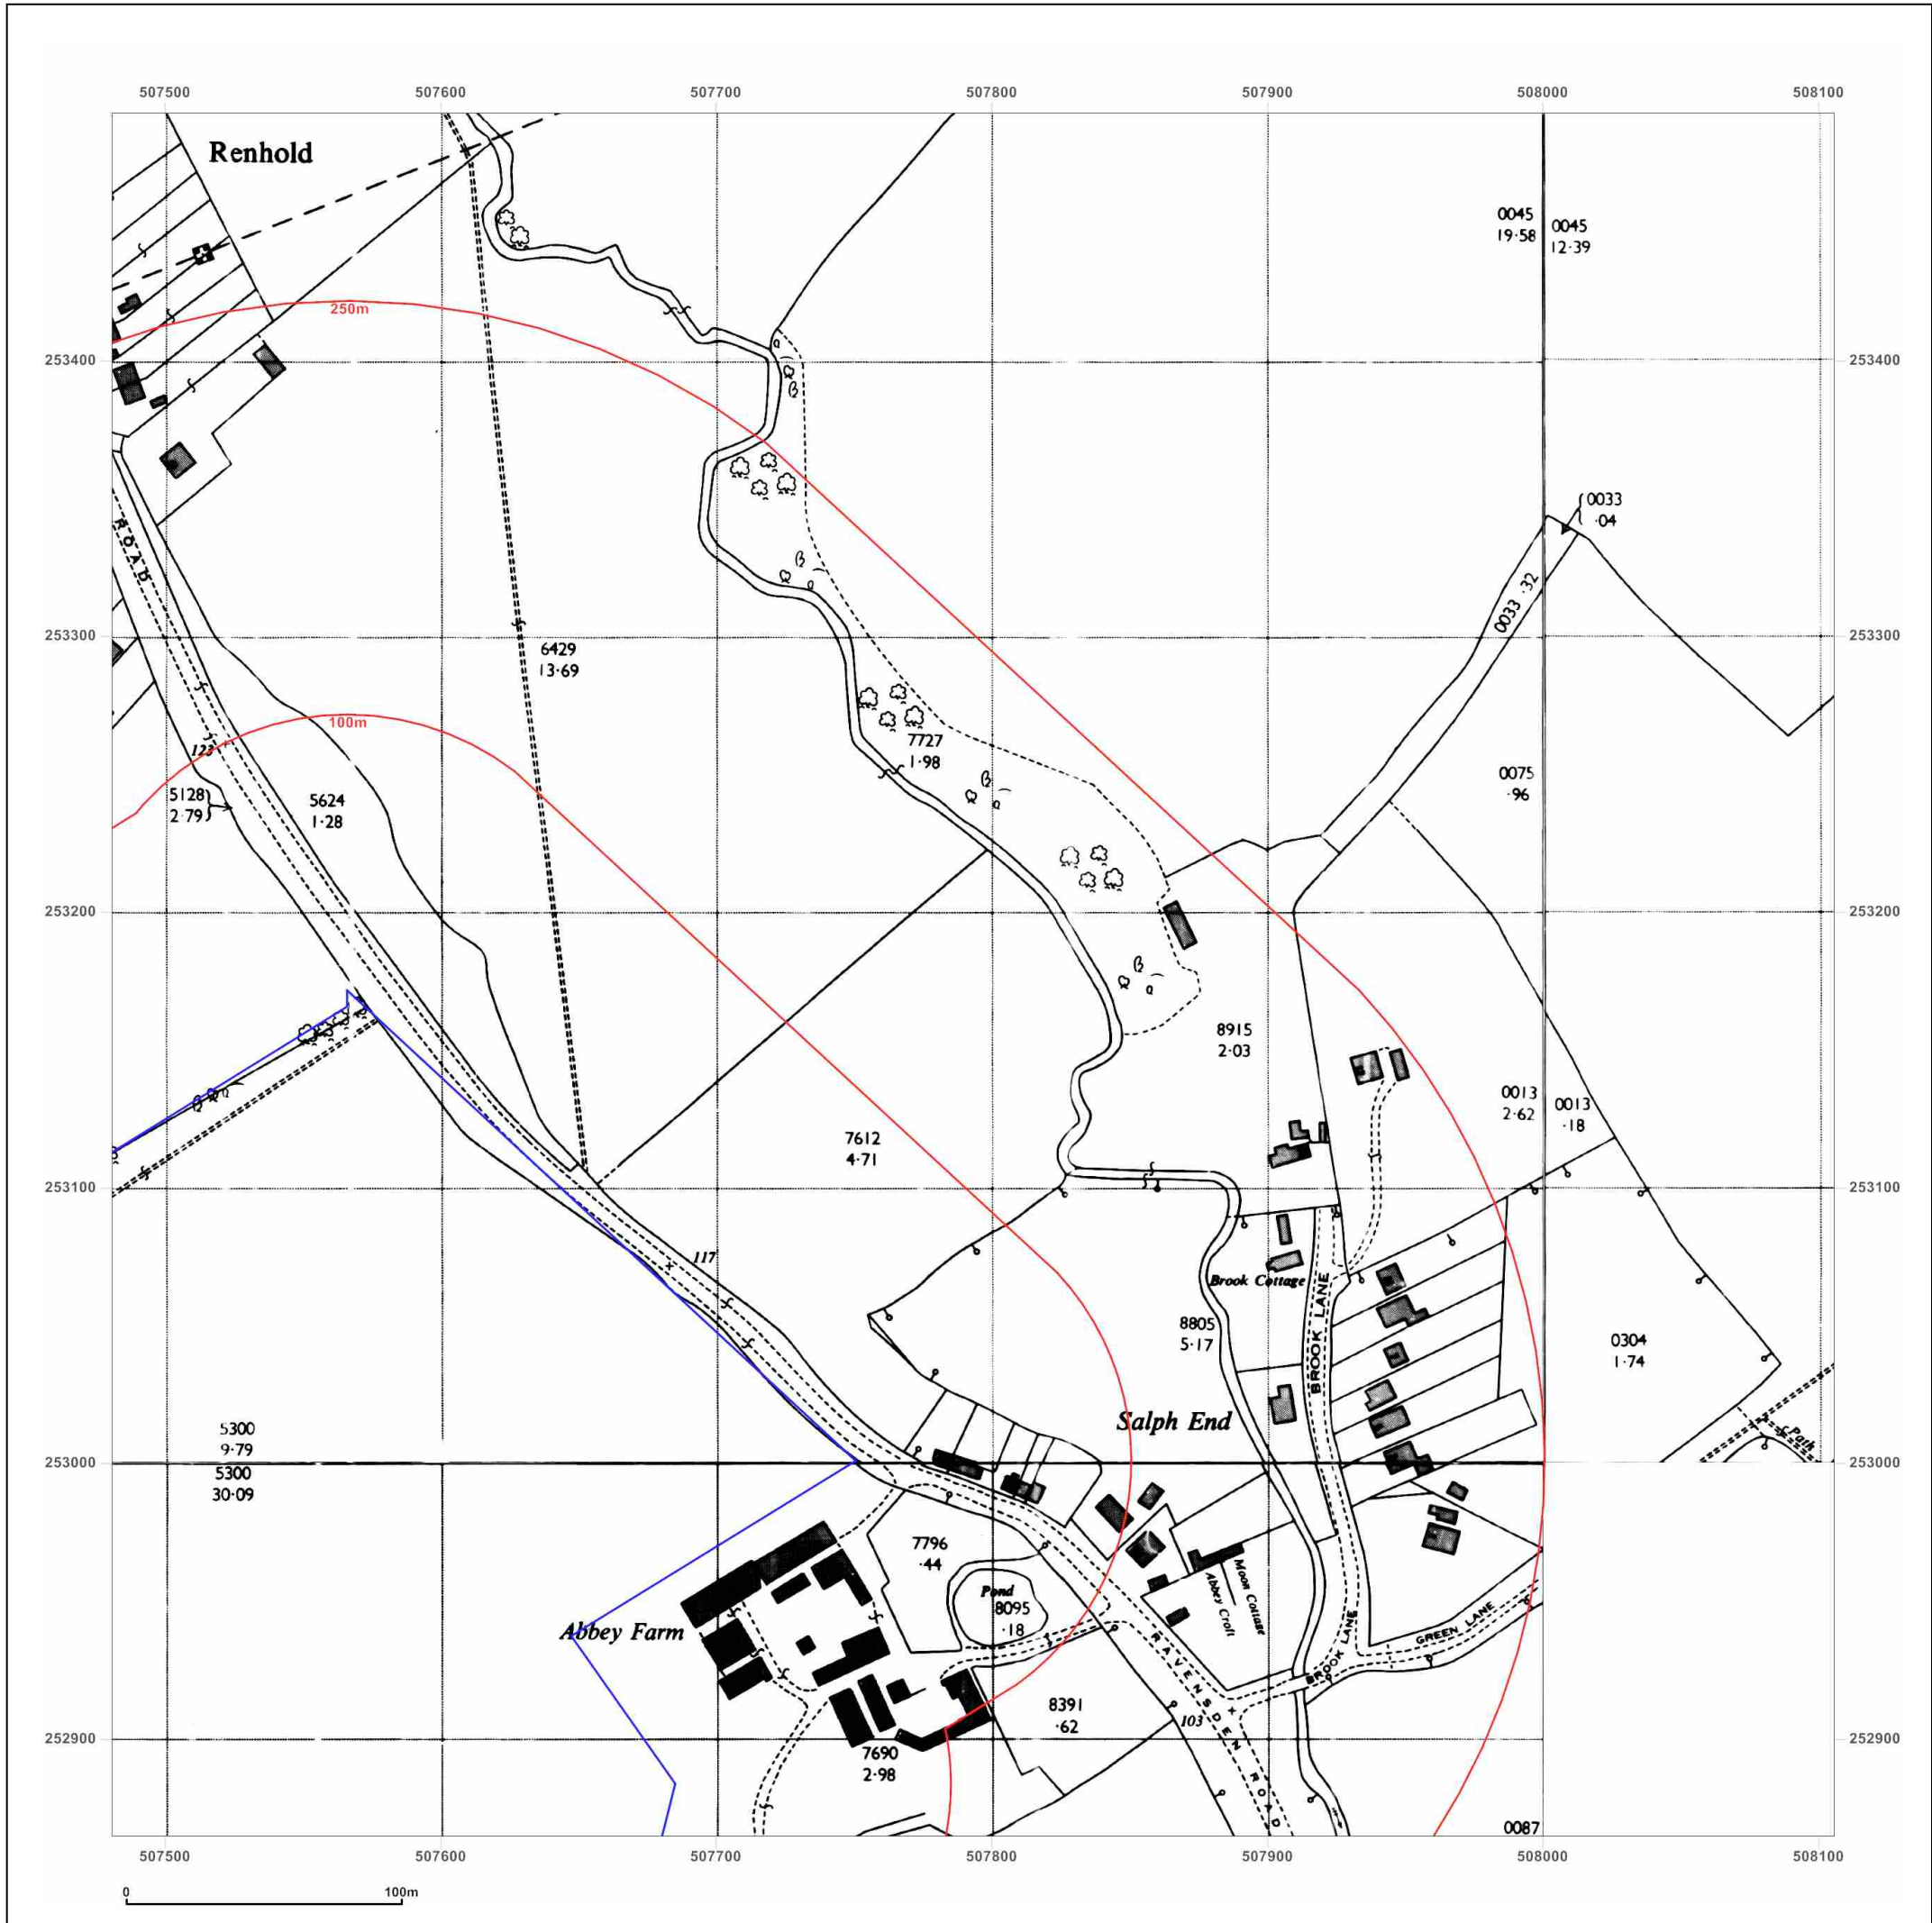 507500 507600 507700 507800 507900 508000 508100
Renhold
0045
19·58
0045
12·39
250m
253400 253400
0033
·04
ROAD
0033 ·32
253300 253300
6429
13·69
100m
123
7727
1·98
5128
2·79
5624
1·28
0075
·96
253200 253200
8915
2·03
0013
2·62
0013
·18
7612
4·71
253100 253100
117
Brook Cottage
BROOK LANE
8805
5·17
0304
1·74
Salph End
Path
5300
9·79
253000 253000
5300
30·09
7796
·44
Pond
8095
·18
Moon Cottage
Abbey Croft
Abbey Farm
BROOK LANE
GREEN LANE
RAVENSDEN ROAD
8391
·62
103
252900 252900
7690
2·98
0087
507500 507600 507700 507800 507900 508000 508100
0 100m